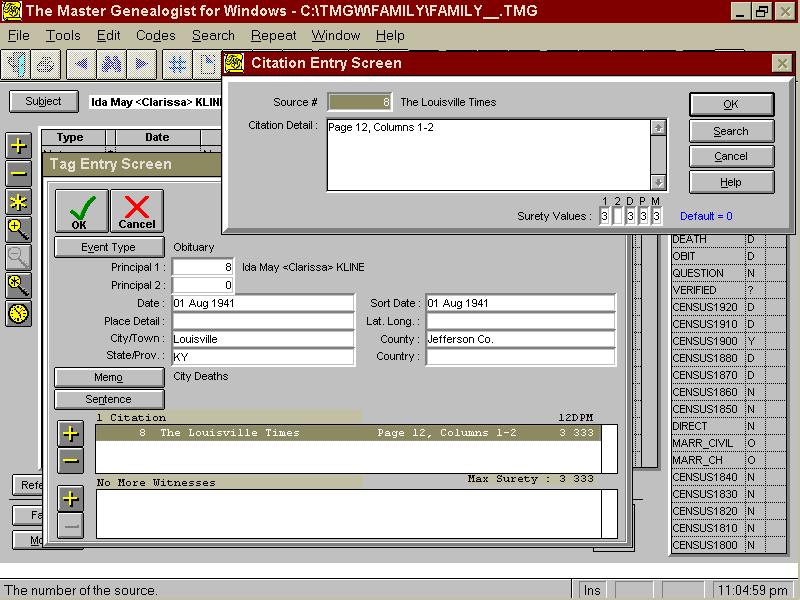 The Master Genealogist for Windows - C:\TMGW\FAMILY\FAMILY__.TMG
File Tools Edit Codes Search Repeat Window Help
Citation Entry Screen
Source # 8 The Louisville Times OK
Citation Detail : Page 12, Columns 1-2 Search
Cancel
Help
1 2 D P M
Surety Values : 3 3 3 3 Default = 0
Subject Ida May <Clarissa> KLIN
Type Date
Tag Entry Screen
OK Cancel
Event Type Obituary
Principal 1 : 8 Ida May <Clarissa> KLINE
Principal 2 : 0
Date : 01 Aug 1941 Sort Date : 01 Aug 1941
Place Detail : Lat. Long. :
City/Town : Louisville County : Jefferson Co.
State/Prov. : KY Country :
Memo City Deaths
Sentence
1 Citation 12DPM
8 The Louisville Times Page 12, Columns 1-2 3 333
No More Witnesses Max Surety : 3 333
Refe
Fa
Mo
DEATH D
OBIT D
QUESTION N
VERIFIED ?
CENSUS1920 D
CENSUS1910 D
CENSUS1900 Y
CENSUS1880 D
CENSUS1870 D
CENSUS1860 N
CENSUS1850 N
DIRECT N
MARR_CIVIL O
MARR_CH O
CENSUS1840 N
CENSUS1830 N
CENSUS1820 N
CENSUS1810 N
CENSUS1800 N
The number of the source. Ins 11:04:59 pm